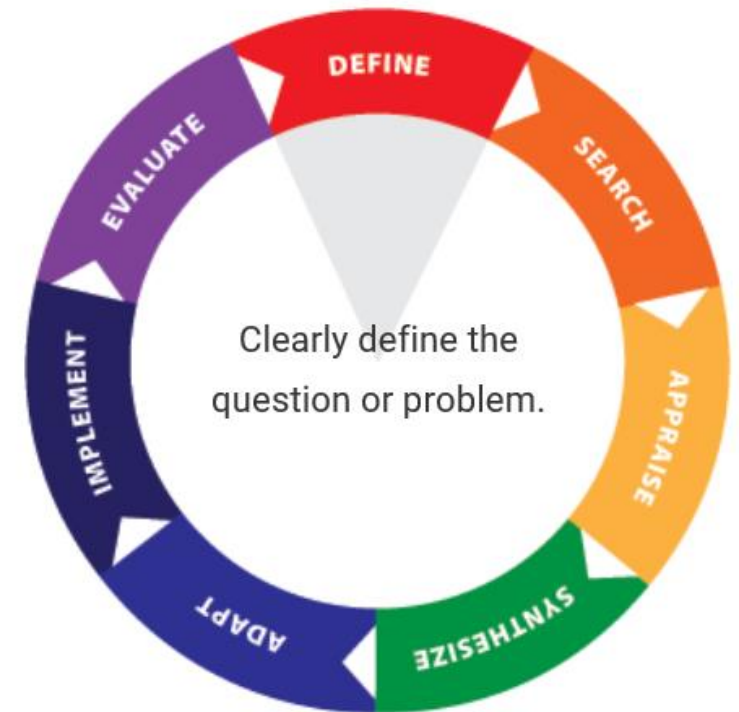 DEFINE
SEARCH
APPRAISE
SYNTHESIZE
ADAPT
IMPLEMENT
EVALUATE
Clearly define the
question or problem.